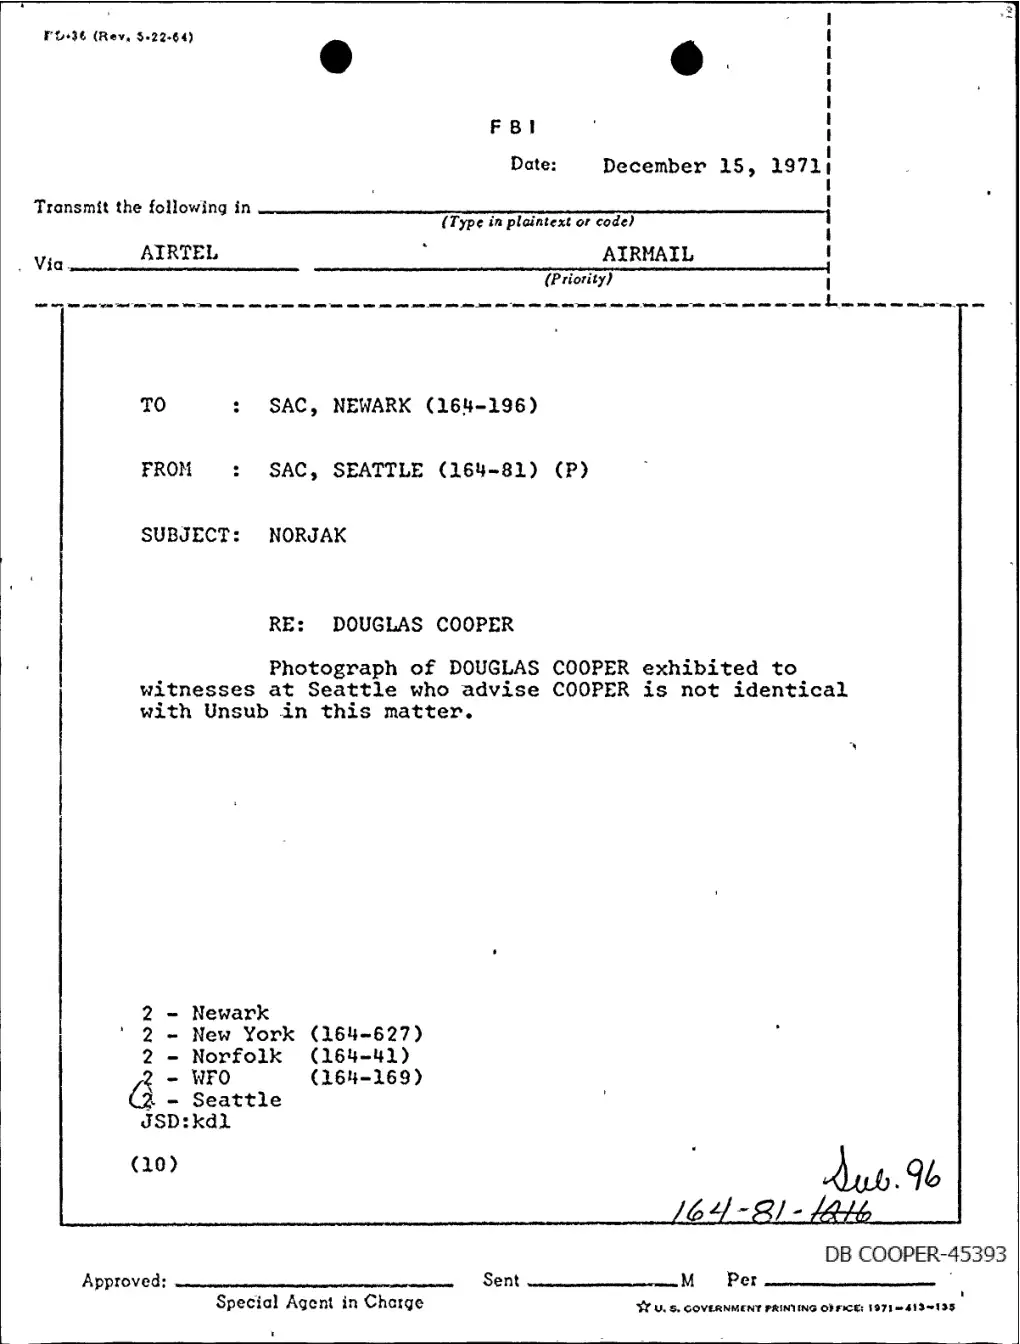 FD-36 (Rev. 5-22-64)
F B I
Date: December 15, 1971
Transmit the following in
(Type in plaintext or code)
Via AIRTEL AIRMAIL
(Priority)
TO : SAC, NEWARK (164-196)
FROM : SAC, SEATTLE (164-81) (P)
SUBJECT: NORJAK
RE: DOUGLAS COOPER
Photograph of DOUGLAS COOPER exhibited to
witnesses at Seattle who advise COOPER is not identical
with Unsub in this matter.
2 - Newark
2 - New York (164-627)
2 - Norfolk (164-41)
2 - WFO (164-169)
2 - Seattle
JSD:kdl
(10)
Sub. 96
164-81-1216
DB COOPER-45393
Approved: Sent M Per
Special Agent in Charge
☆ U. S. GOVERNMENT PRINTING OFFICE: 1971-413-135